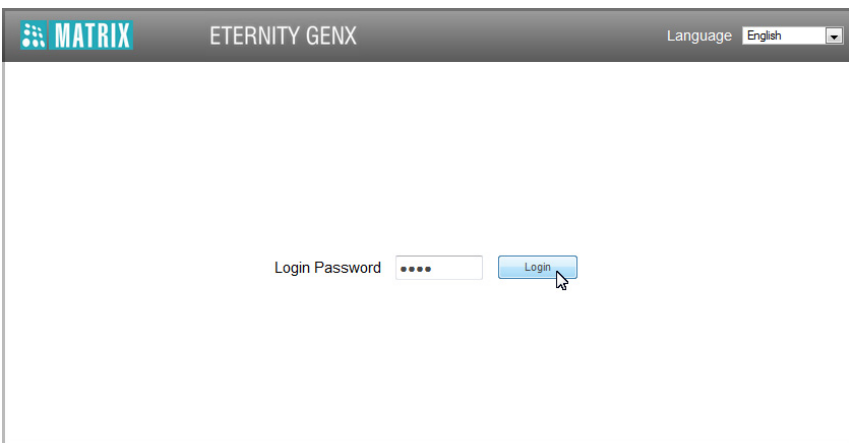 MATRIX ETERNITY GENX Language English
Login Password •••• Login